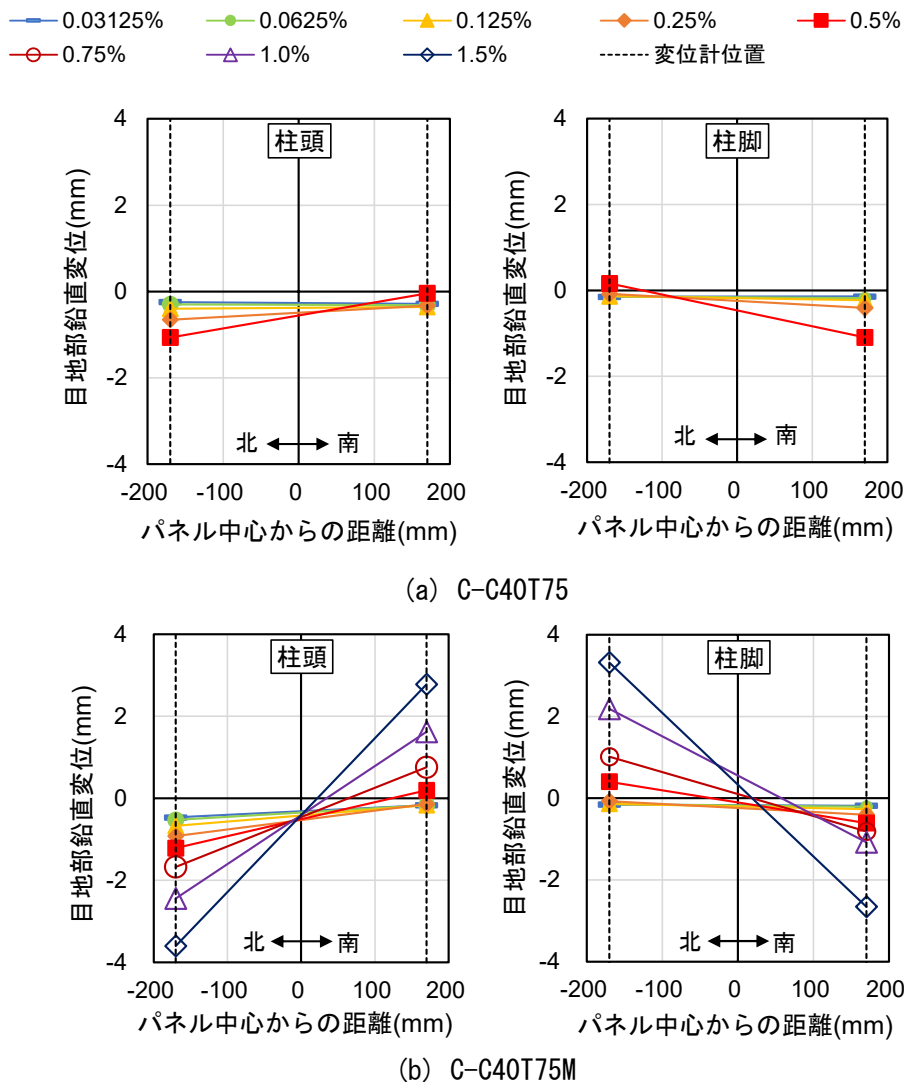 0.03125% 0.0625% 0.125% 0.25% 0.5%
0.75% 1.0% 1.5% 変位計位置
柱頭
目地部鉛直変位(mm)
4
2
0
-2
-4
北 南
-200 -100 0 100 200
パネル中心からの距離(mm)
柱脚
目地部鉛直変位(mm)
4
2
0
-2
-4
北 南
-200 -100 0 100 200
パネル中心からの距離(mm)
(a) C-C40T75
柱頭
目地部鉛直変位(mm)
4
2
0
-2
-4
北 南
-200 -100 0 100 200
パネル中心からの距離(mm)
柱脚
目地部鉛直変位(mm)
4
2
0
-2
-4
北 南
-200 -100 0 100 200
パネル中心からの距離(mm)
(b) C-C40T75M